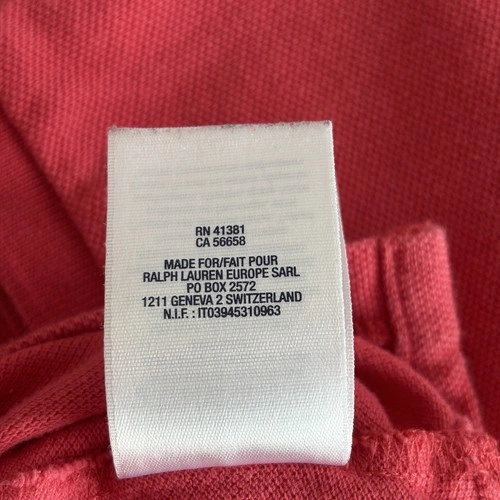 RN 41381
CA 56658
MADE FOR/FAIT POUR
RALPH LAUREN EUROPE SARL
PO BOX 2572
1211 GENEVA 2 SWITZERLAND
N.I.F. : IT03945310963